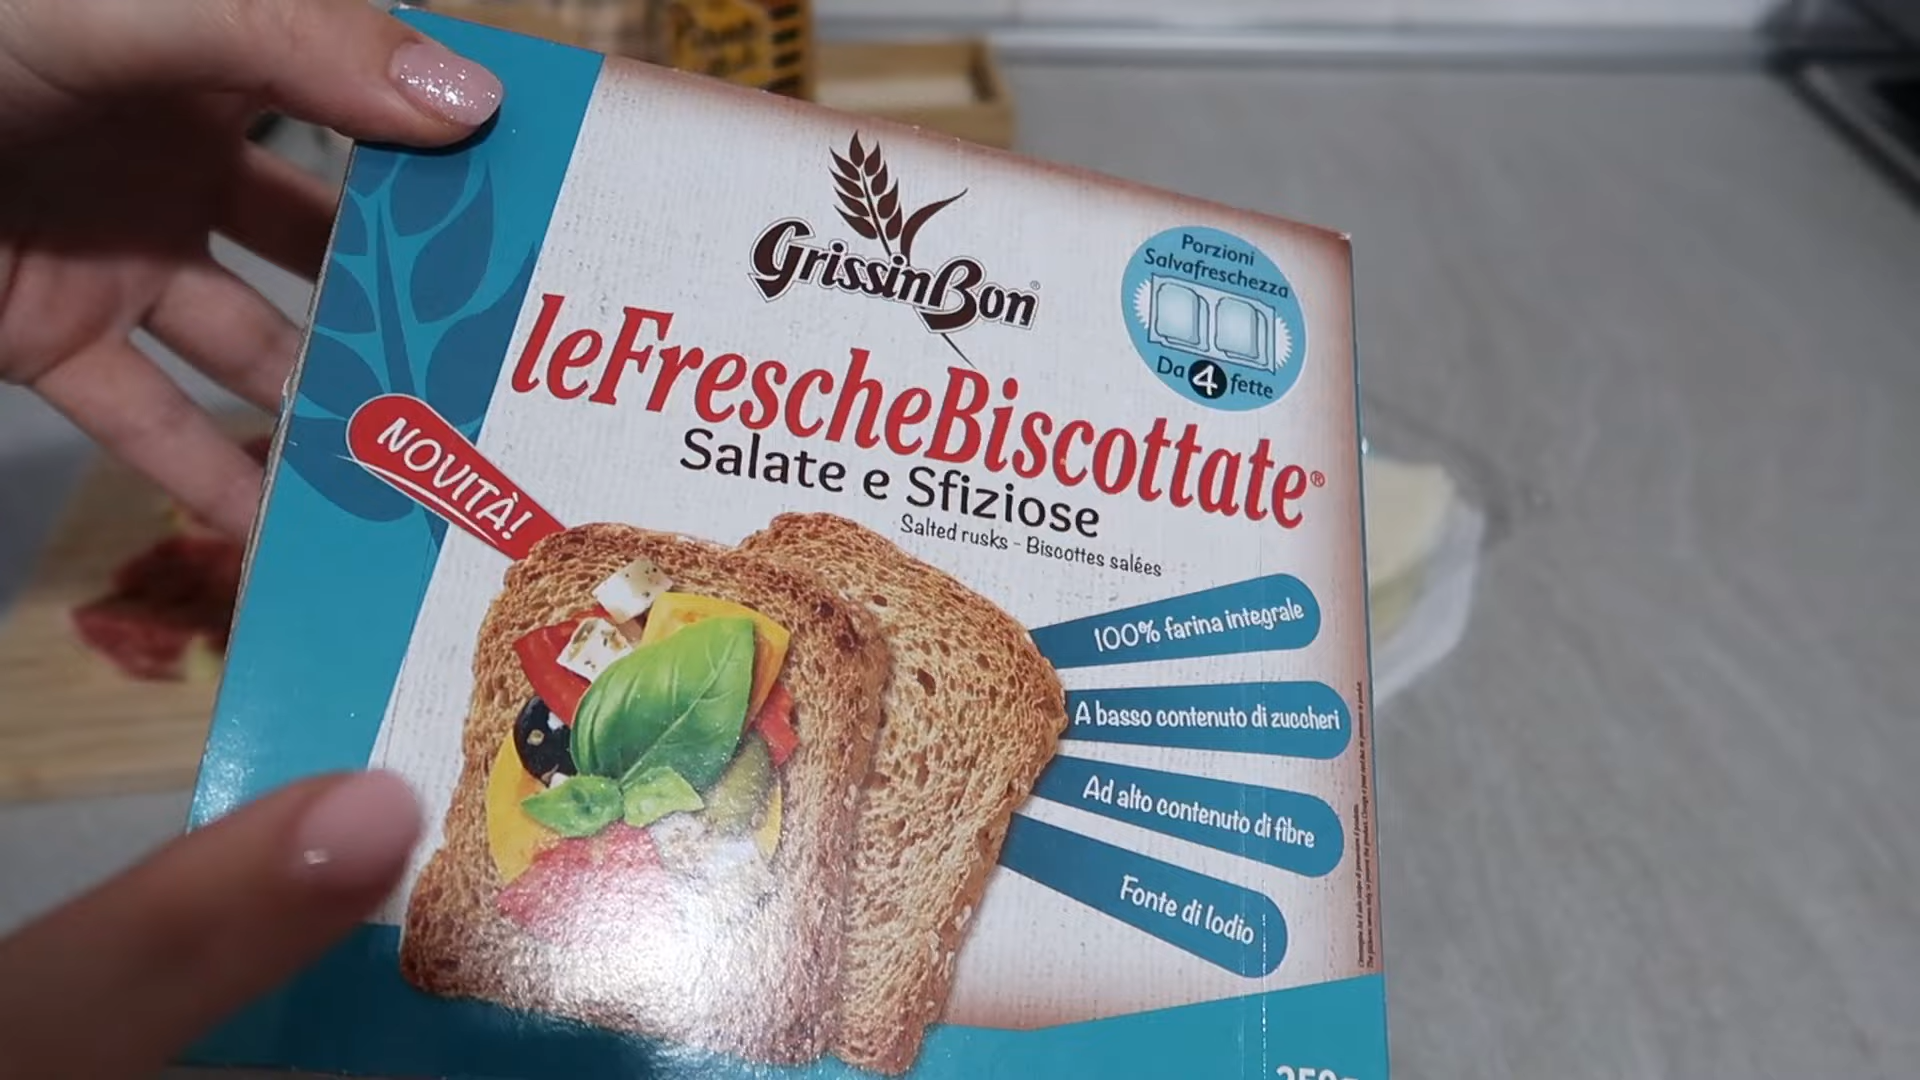 GrissinBon®
Porzioni
Salvafreschezza
Da 4 fette
leFrescheBiscottate®
Salate e Sfiziose
Salted rusks - Biscottes salées
NOVITÀ!
100% farina integrale
A basso contenuto di zuccheri
Ad alto contenuto di fibre
Fonte di Iodio